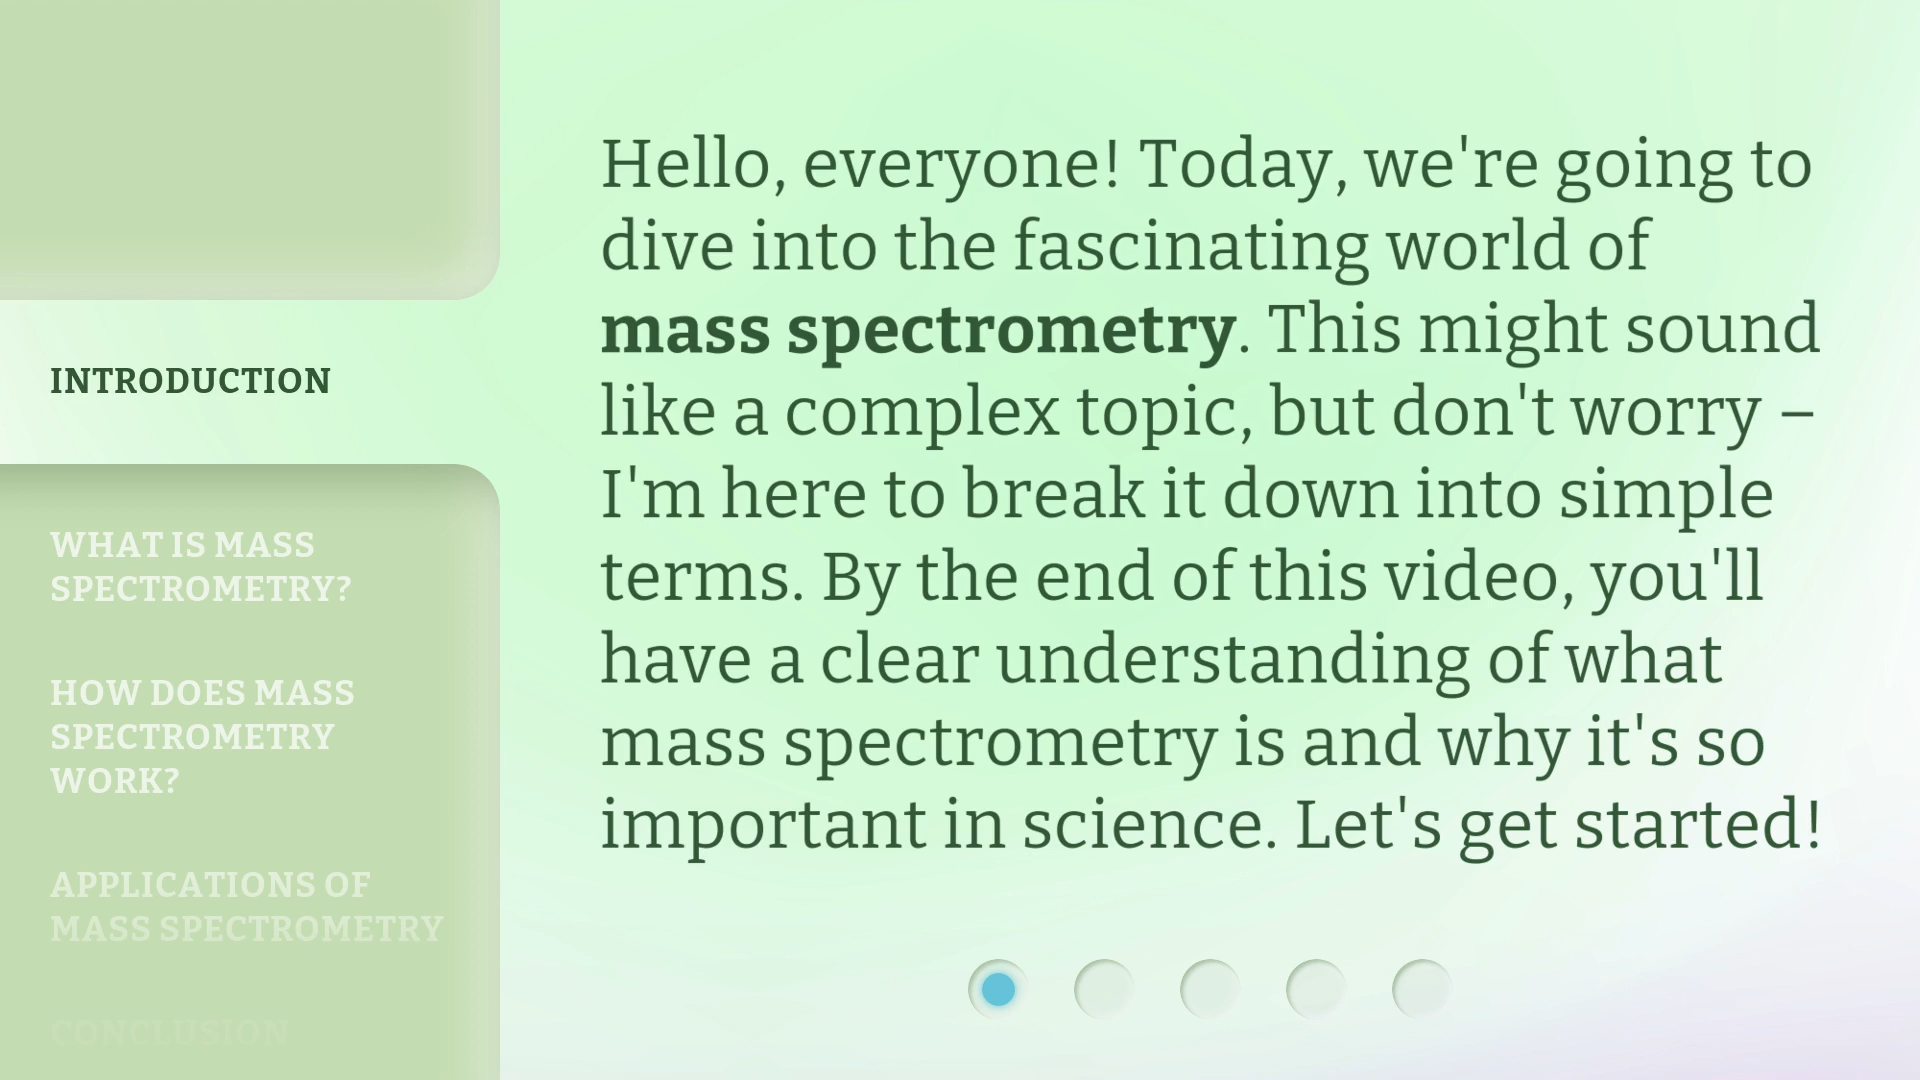 INTRODUCTION
WHAT IS MASS
SPECTROMETRY?
HOW DOES MASS
SPECTROMETRY
WORK?
APPLICATIONS OF
MASS SPECTROMETRY
CONCLUSION
Hello, everyone! Today, we're going to
dive into the fascinating world of
mass spectrometry. This might sound
like a complex topic, but don't worry –
I'm here to break it down into simple
terms. By the end of this video, you'll
have a clear understanding of what
mass spectrometry is and why it's so
important in science. Let's get started!